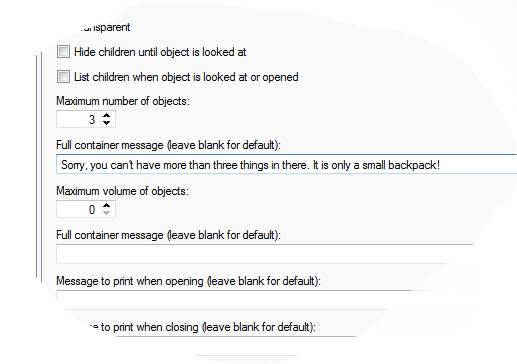 Hide children until object is looked at
List children when object is looked at or opened
Maximum number of objects:
3
Full container message (leave blank for default):
Sorry, you can't have more than three things in there. It is only a small backpack!
Maximum volume of objects:
0
Full container message (leave blank for default):
Message to print when opening (leave blank for default):
to print when closing (leave blank for default):